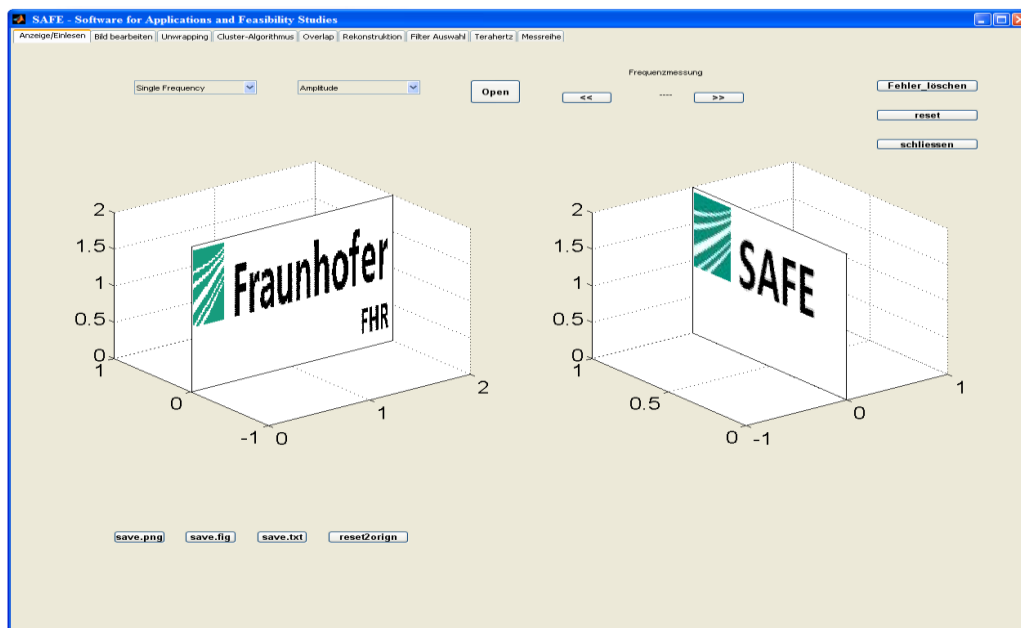 SAFE - Software for Applications and Feasibility Studies
Anzeige/Einlesen Bild bearbeiten Unwrapping Cluster-Algorithmus Overlap Rekonstruktion Filter Auswahl Terahertz Messreihe
Frequenzmessung
Single Frequency Amplitude Open << ---- >> Fehler_löschen
reset
schliessen
2
1.5
1
0.5
0
1
0
-1
0
1
2
Fraunhofer
FHR
2
1.5
1
0.5
0
1
0.5
0
-1
0
1
SAFE
save.png save.fig save.txt reset2orign